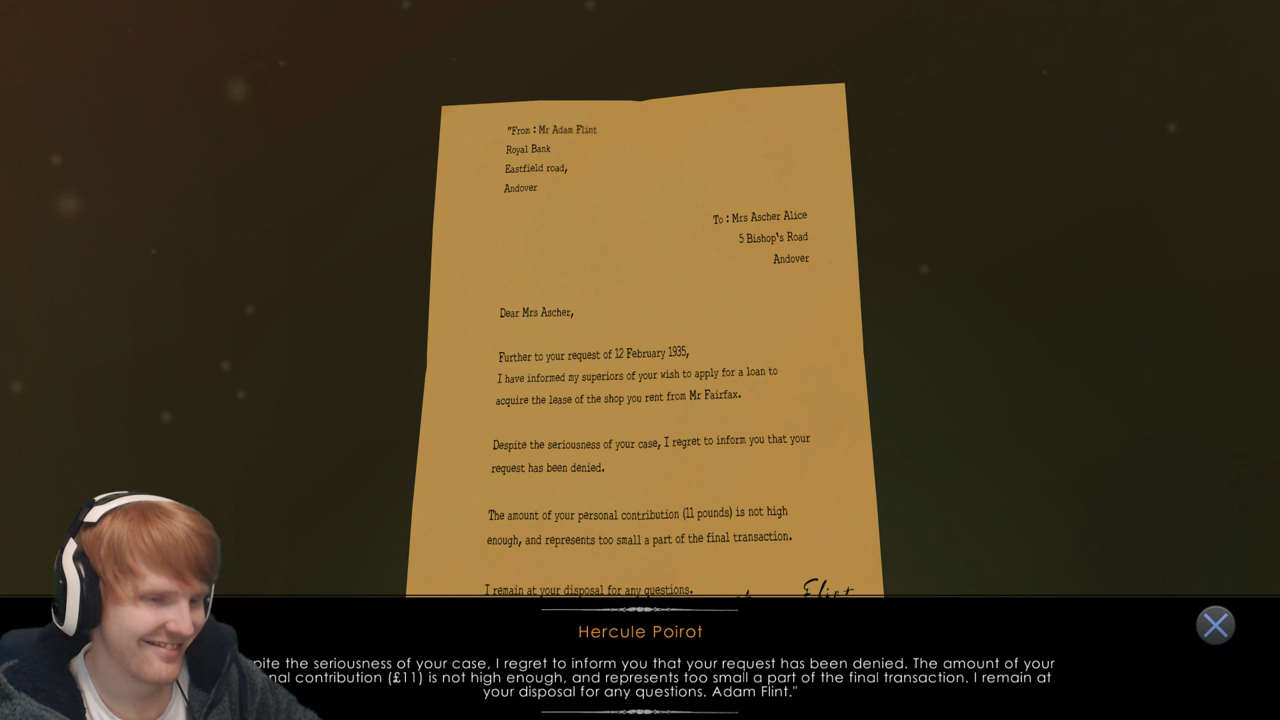 "From : Mr Adam Flint
Royal Bank
Eastfield road,
Andover
To : Mrs Ascher Alice
5 Bishop's Road
Andover
Dear Mrs Ascher,
Further to your request of 12 February 1935,
I have informed my superiors of your wish to apply for a loan to
acquire the lease of the shop you rent from Mr Fairfax.
Despite the seriousness of your case, I regret to inform you that your
request has been denied.
The amount of your personal contribution (11 pounds) is not high
enough, and represents too small a part of the final transaction.
I remain at your disposal for any questions.
Flint
Hercule Poirot
the seriousness of your case, I regret to inform you that your request has been denied. The amount of your
contribution (£11) is not high enough, and represents too small a part of the final transaction. I remain at
your disposal for any questions. Adam Flint."